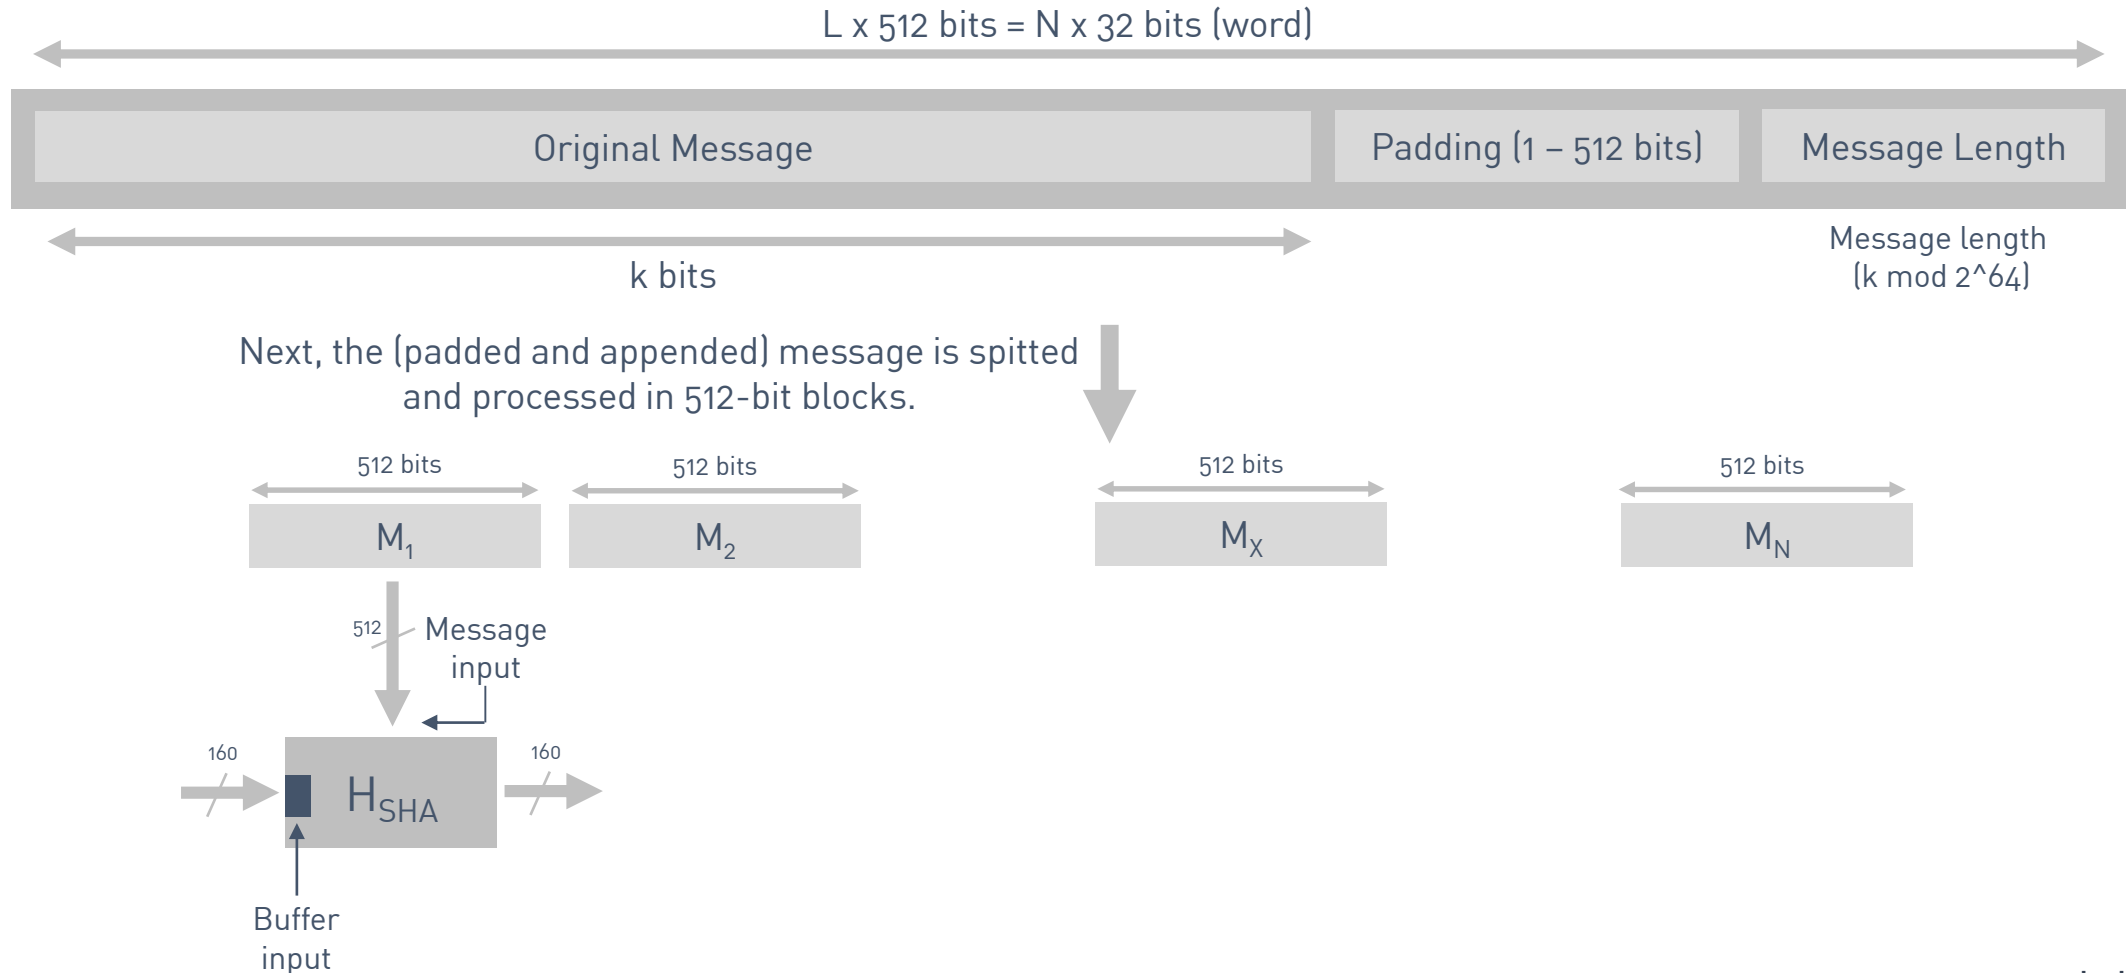 L x 512 bits = N x 32 bits (word)
Original Message
Padding (1 – 512 bits)
Message Length
k bits
Message length
(k mod 2^64)
Next, the (padded and appended) message is spitted
and processed in 512-bit blocks.
512 bits
512 bits
512 bits
512 bits
M1
M2
MX
MN
512
Message
input
160
160
HSHA
Buffer
input